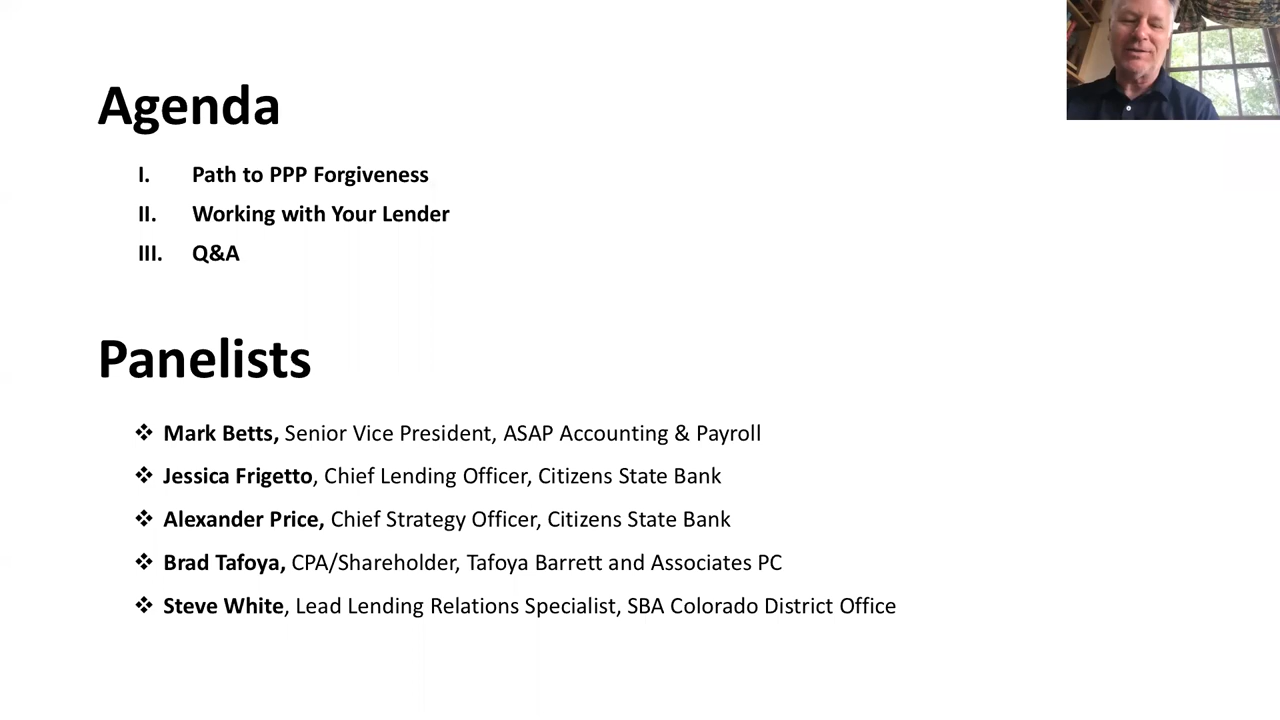 Agenda
I. Path to PPP Forgiveness
II. Working with Your Lender
III. Q&A
Panelists
❖ Mark Betts, Senior Vice President, ASAP Accounting & Payroll
❖ Jessica Frigetto, Chief Lending Officer, Citizens State Bank
❖ Alexander Price, Chief Strategy Officer, Citizens State Bank
❖ Brad Tafoya, CPA/Shareholder, Tafoya Barrett and Associates PC
❖ Steve White, Lead Lending Relations Specialist, SBA Colorado District Office